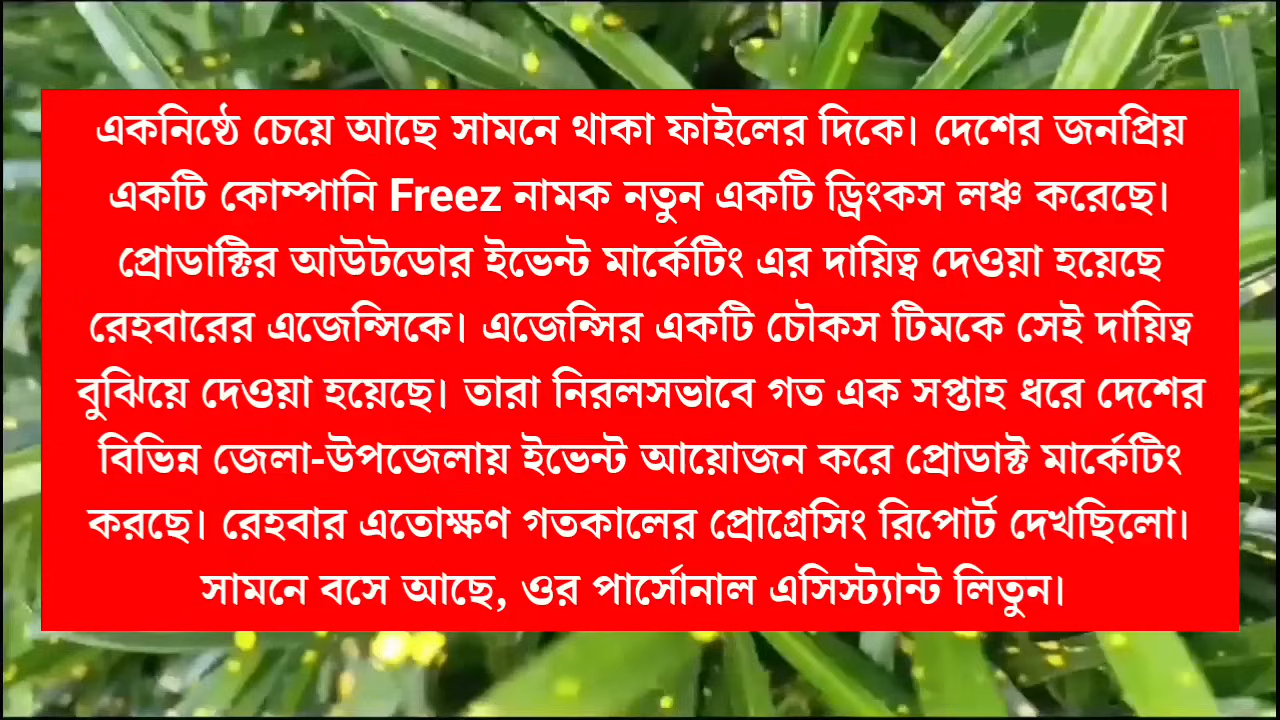 একনিষ্ঠে চেয়ে আছে সামনে থাকা ফাইলের দিকে। দেশের জনপ্রিয়
একটি কোম্পানি Freez নামক নতুন একটি ড্রিংকস লঞ্চ করেছে।
প্রোডাক্টির আউটডোর ইভেন্ট মার্কেটিং এর দায়িত্ব দেওয়া হয়েছে
রেহবারের এজেন্সিকে। এজেন্সির একটি চৌকস টিমকে সেই দায়িত্ব
বুঝিয়ে দেওয়া হয়েছে। তারা নিরলসভাবে গত এক সপ্তাহ ধরে দেশের
বিভিন্ন জেলা-উপজেলায় ইভেন্ট আয়োজন করে প্রোডাক্ট মার্কেটিং
করছে। রেহবার এতোক্ষণ গতকালের প্রোগ্রেসিং রিপোর্ট দেখছিলো।
সামনে বসে আছে, ওর পার্সোনাল এসিস্ট্যান্ট লিতুন।